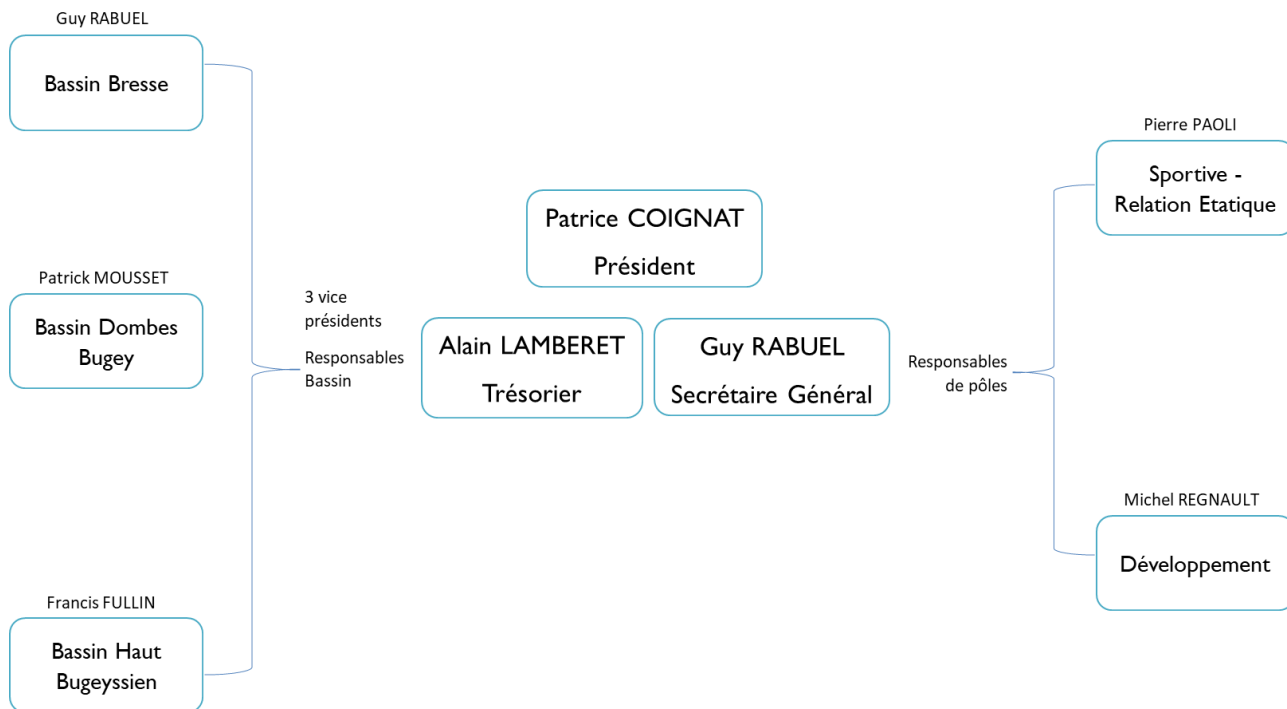 Guy RABUEL
Bassin Bresse
Patrick MOUSSET
Bassin Dombes
Bugey
Francis FULLIN
Bassin Haut
Bugeyssien
3 vice
présidents
Responsables
Bassin
Patrice COIGNAT
Président
Alain LAMBERET
Trésorier
Guy RABUEL
Secrétaire Général
Responsables
de pôles
Pierre PAOLI
Sportive -
Relation Etatique
Michel REGNAULT
Développement